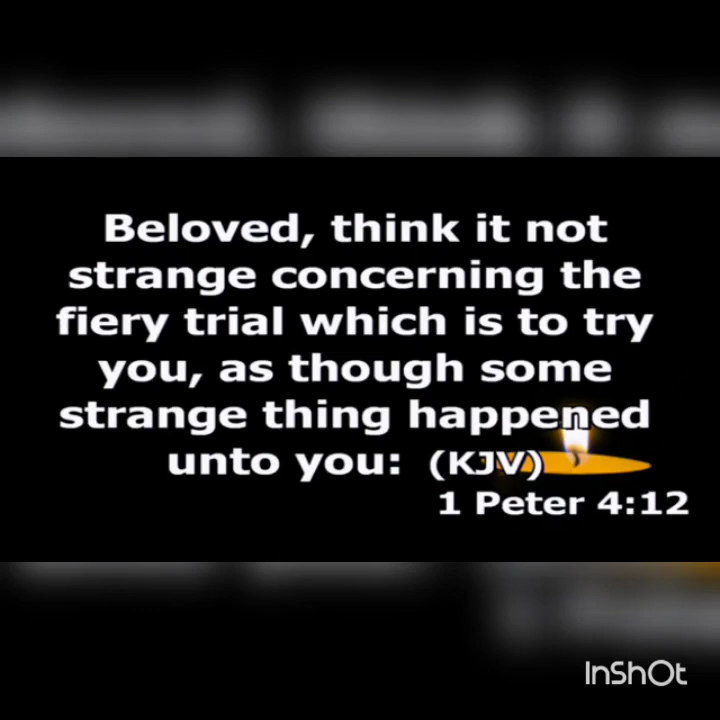 Beloved, think it not
strange concerning the
fiery trial which is to try
you, as though some
strange thing happened
unto you: (KJV)
1 Peter 4:12
InShOt